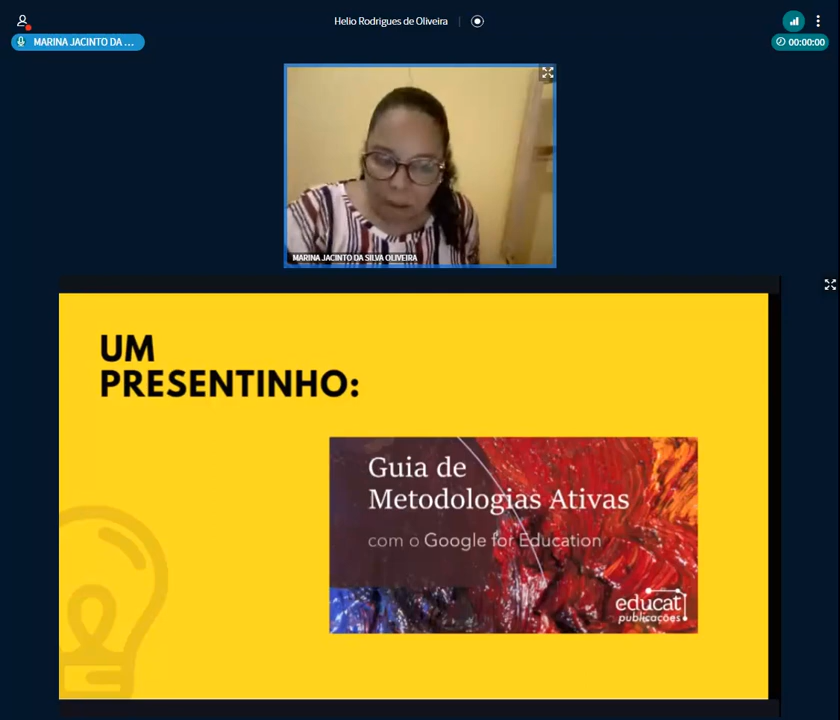 Helio Rodrigues de Oliveira
MARINA JACINTO DA ...
00:00:00
MARINA JACINTO DA SILVA OLIVEIRA
UM
PRESENTINHO:
Guia de
Metodologias Ativas
com o Google for Education
educat
publicações